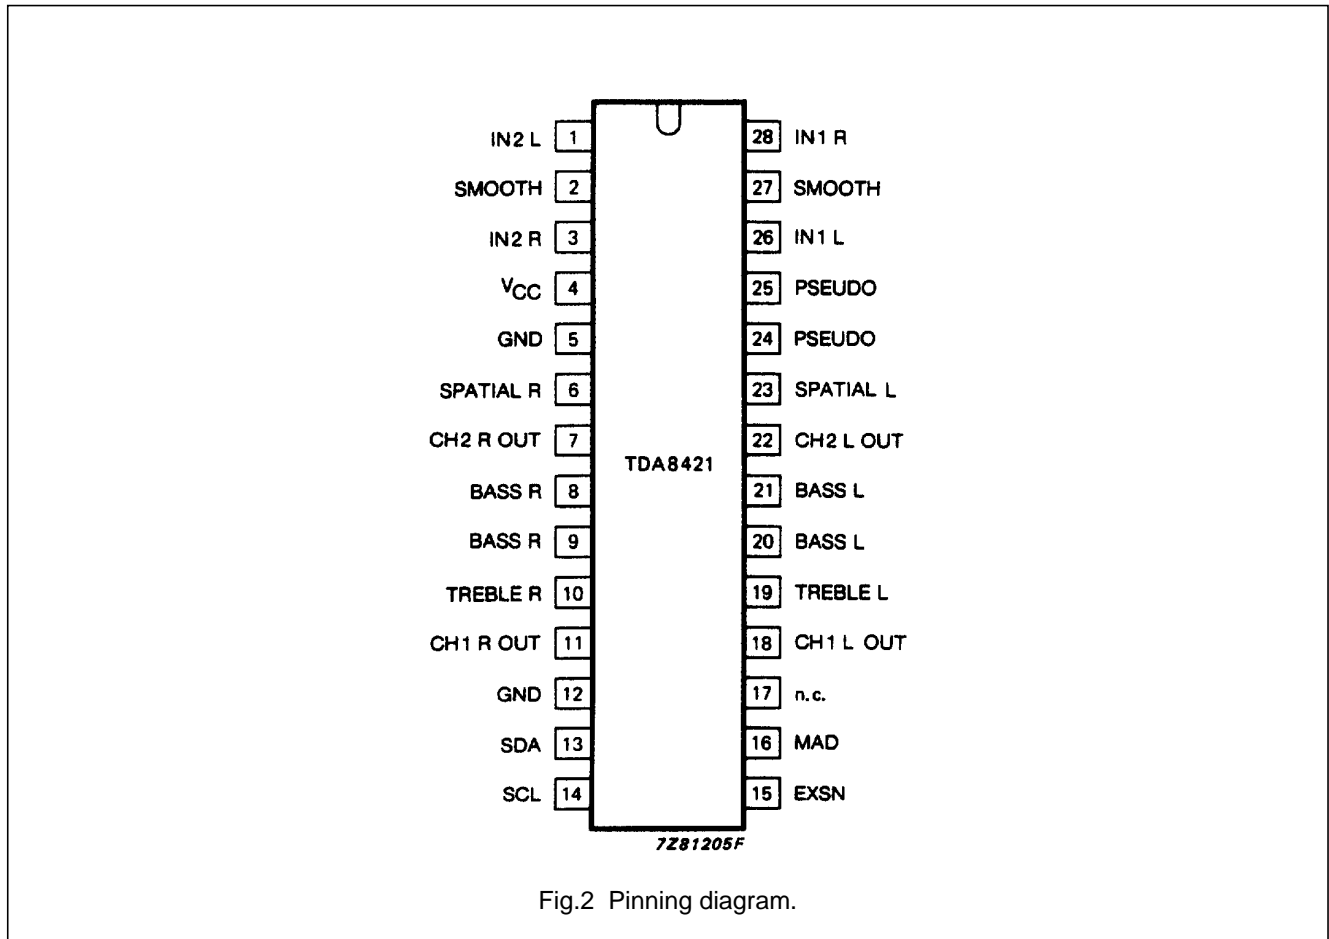 IN2 L 1 28 IN1 R
SMOOTH 2 27 SMOOTH
IN2 R 3 26 IN1 L
VCC 4 25 PSEUDO
GND 5 24 PSEUDO
SPATIAL R 6 23 SPATIAL L
CH2 R OUT 7 22 CH2 L OUT
TDA8421
BASS R 8 21 BASS L
BASS R 9 20 BASS L
TREBLE R 10 19 TREBLE L
CH1 R OUT 11 18 CH1 L OUT
GND 12 17 n.c.
SDA 13 16 MAD
SCL 14 15 EXSN
7Z81205F
Fig.2 Pinning diagram.